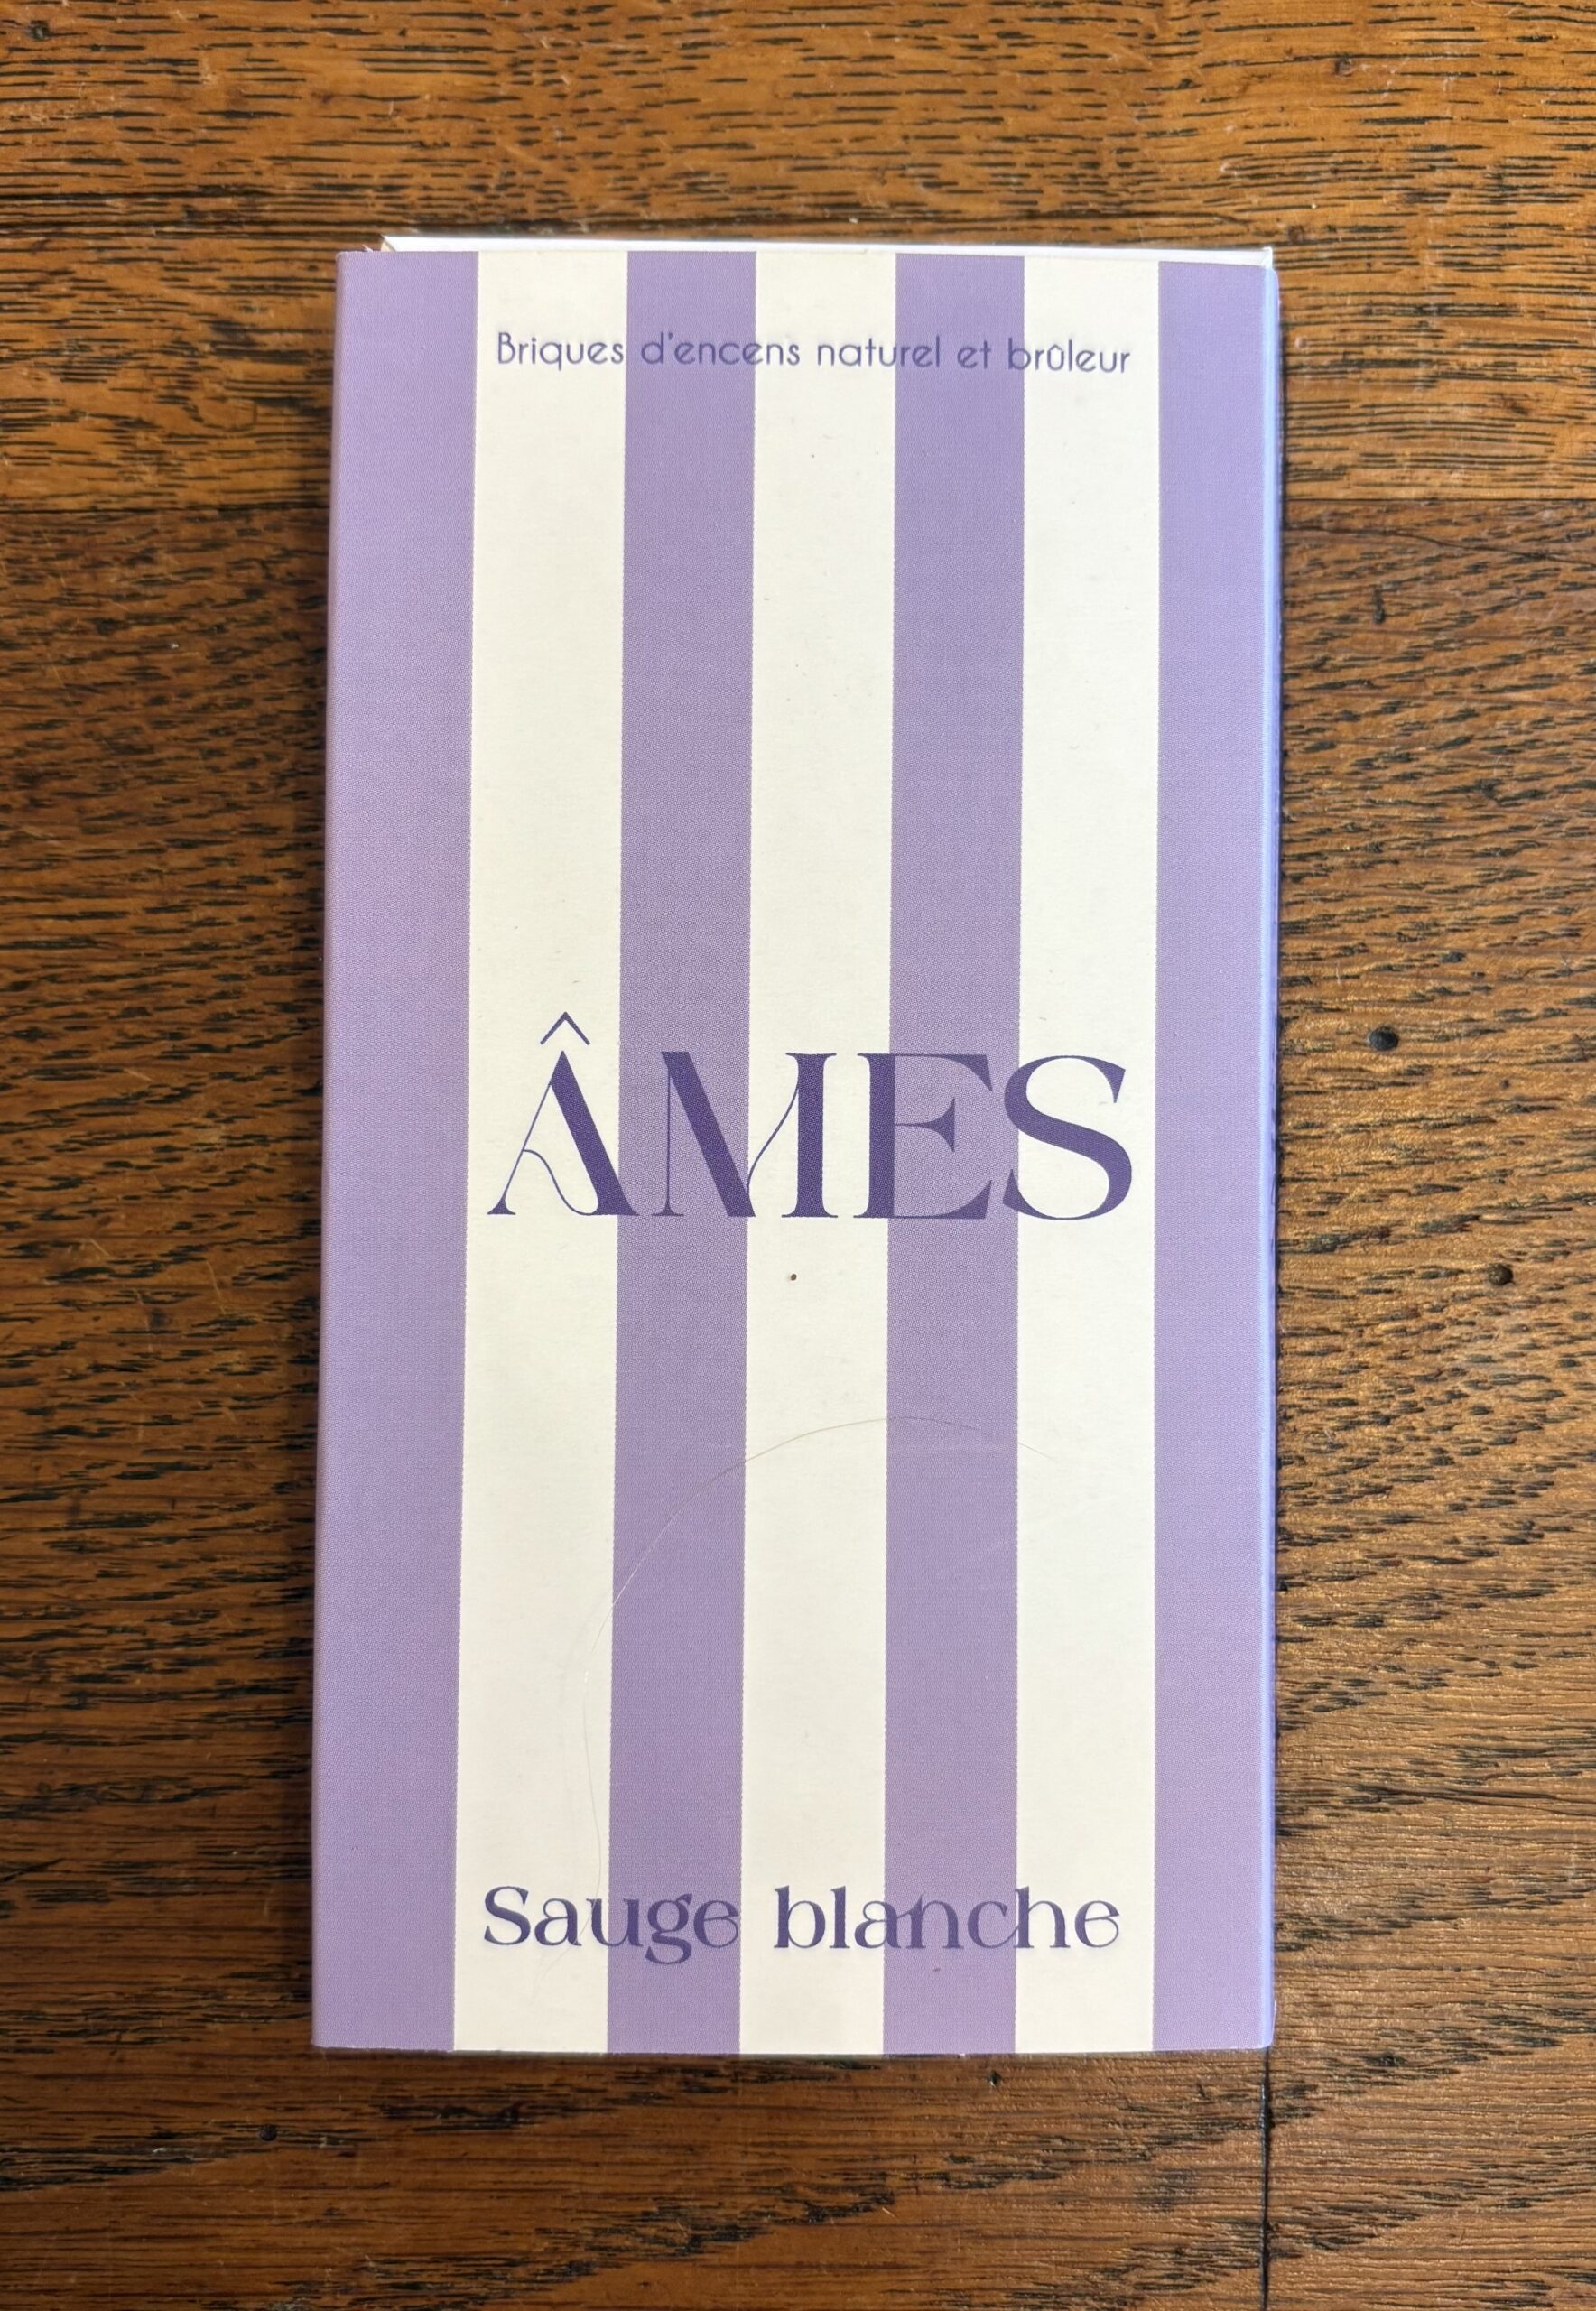 Briques d'encens naturel et brûleur
ÂMES
Sauge blanche